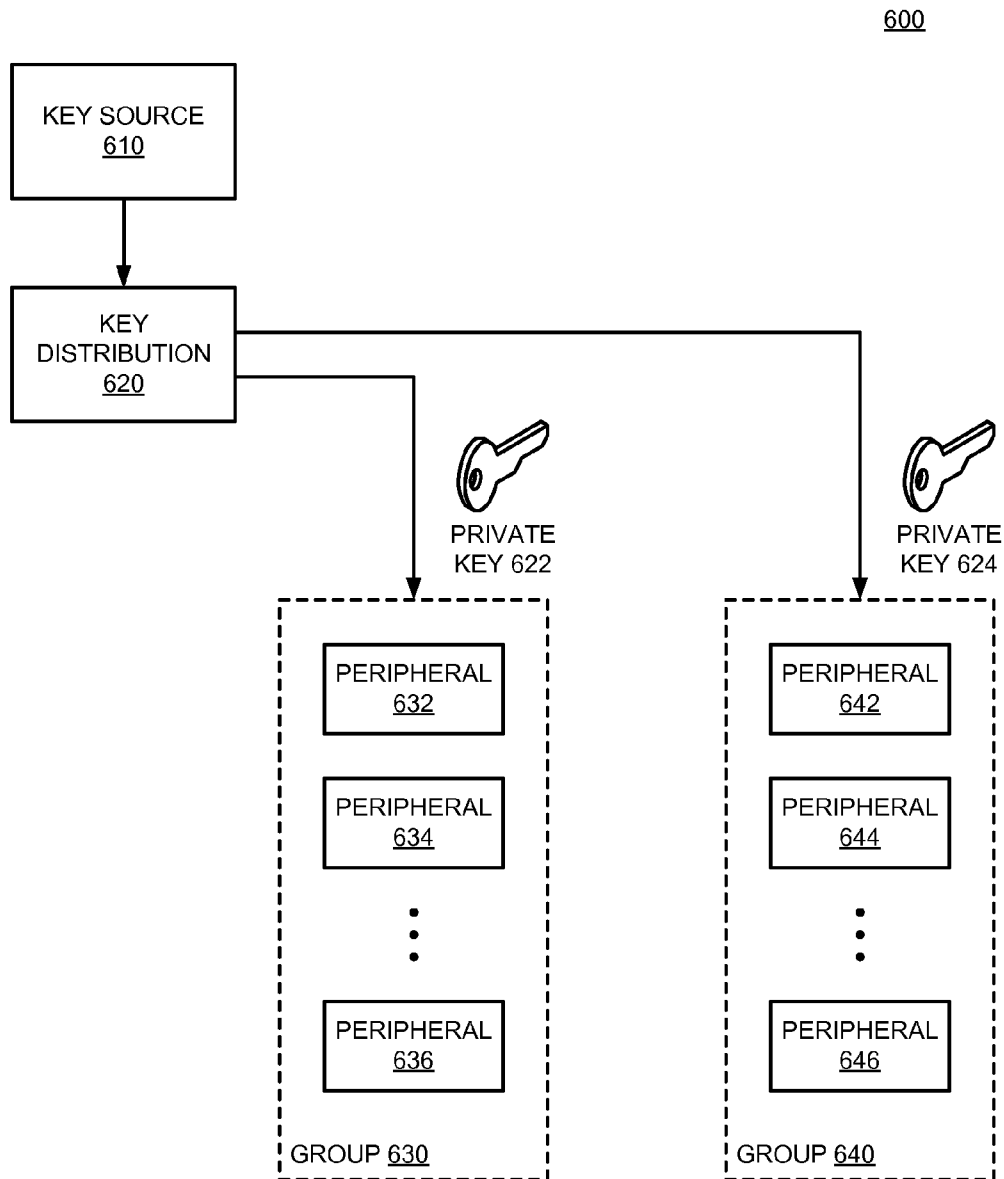 600
KEY SOURCE
610
KEY
DISTRIBUTION
620
PRIVATE
KEY 622
PRIVATE
KEY 624
PERIPHERAL
632
PERIPHERAL
642
PERIPHERAL
634
PERIPHERAL
644
PERIPHERAL
636
PERIPHERAL
646
GROUP 630
GROUP 640